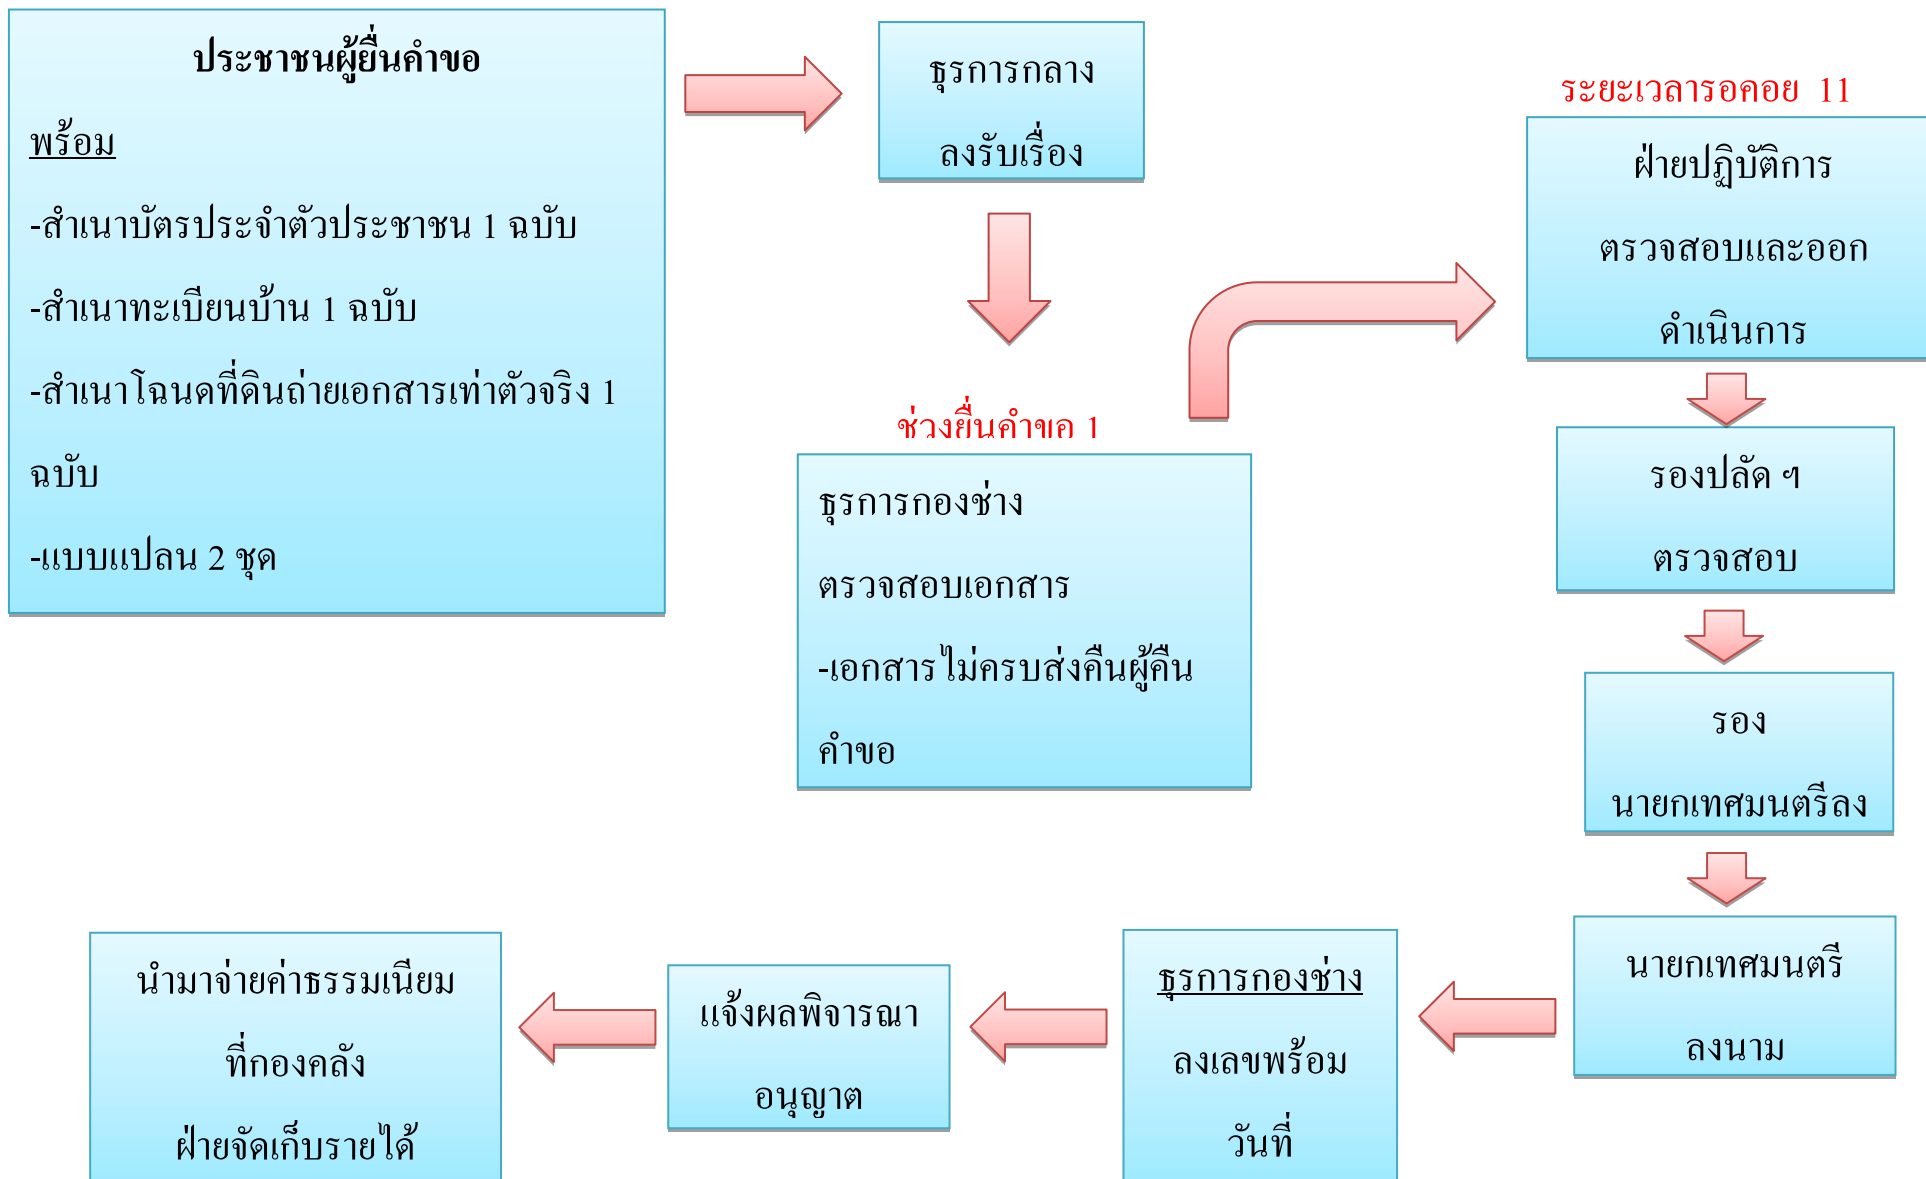 ประชาชนผู้ยื่นคำขอ
พร้อม
-สำเนาบัตรประจำตัวประชาชน 1 ฉบับ
-สำเนาทะเบียนบ้าน 1 ฉบับ
-สำเนาโฉนดที่ดินถ่ายเอกสารเท่าตัวจริง 1
ฉบับ
-แบบแปลน 2 ชุด
ธุรการกลาง
ลงรับเรื่อง
ช่วงยื่นคำขอ 1
ธุรการกองช่าง
ตรวจสอบเอกสาร
-เอกสารไม่ครบส่งคืนผู้คืน
คำขอ
ระยะเวลารอคอย 11
ฝ่ายปฏิบัติการ
ตรวจสอบและออก
ดำเนินการ
รองปลัด ฯ
ตรวจสอบ
รอง
นายกเทศมนตรีลง
นายกเทศมนตรี
ลงนาม
ธุรการกองช่าง
ลงเลขพร้อม
วันที่
แจ้งผลพิจารณา
อนุญาต
นำมาจ่ายค่าธรรมเนียม
ที่กองคลัง
ฝ่ายจัดเก็บรายได้